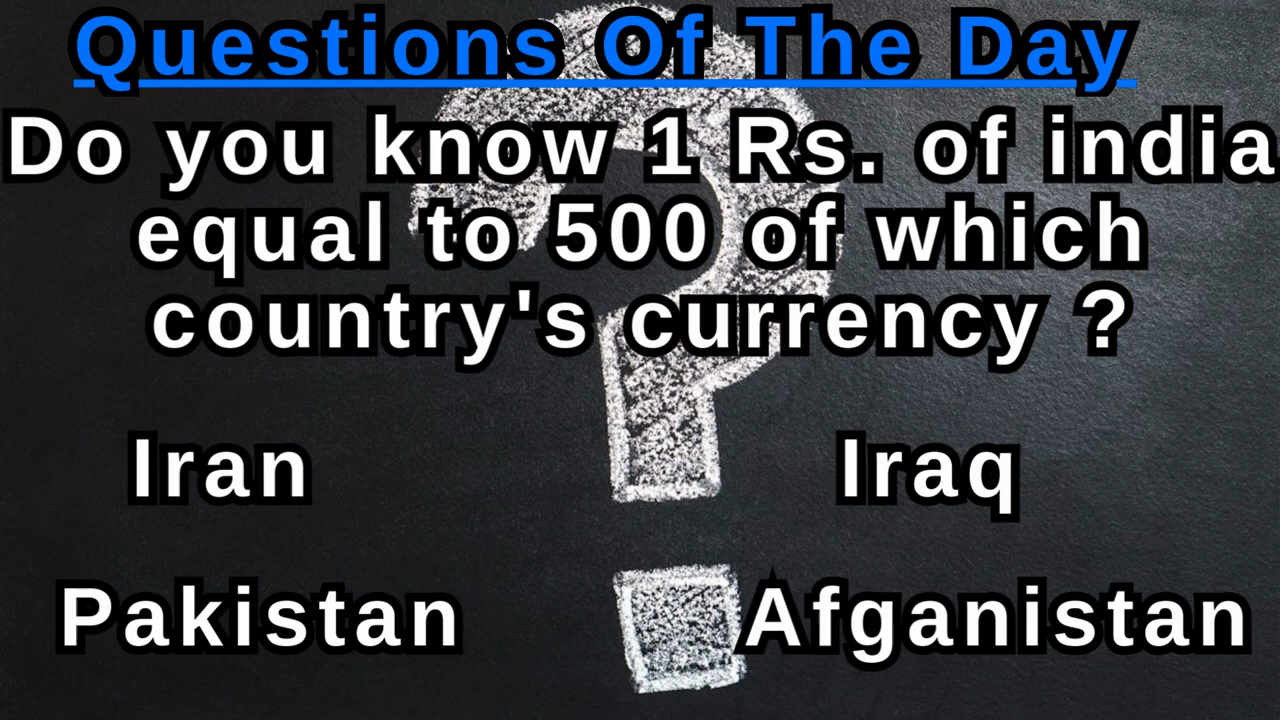 Questions Of The Day
Do you know 1 Rs. of india
equal to 500 of which
country's currency ?
Iran
Iraq
Pakistan
Afganistan